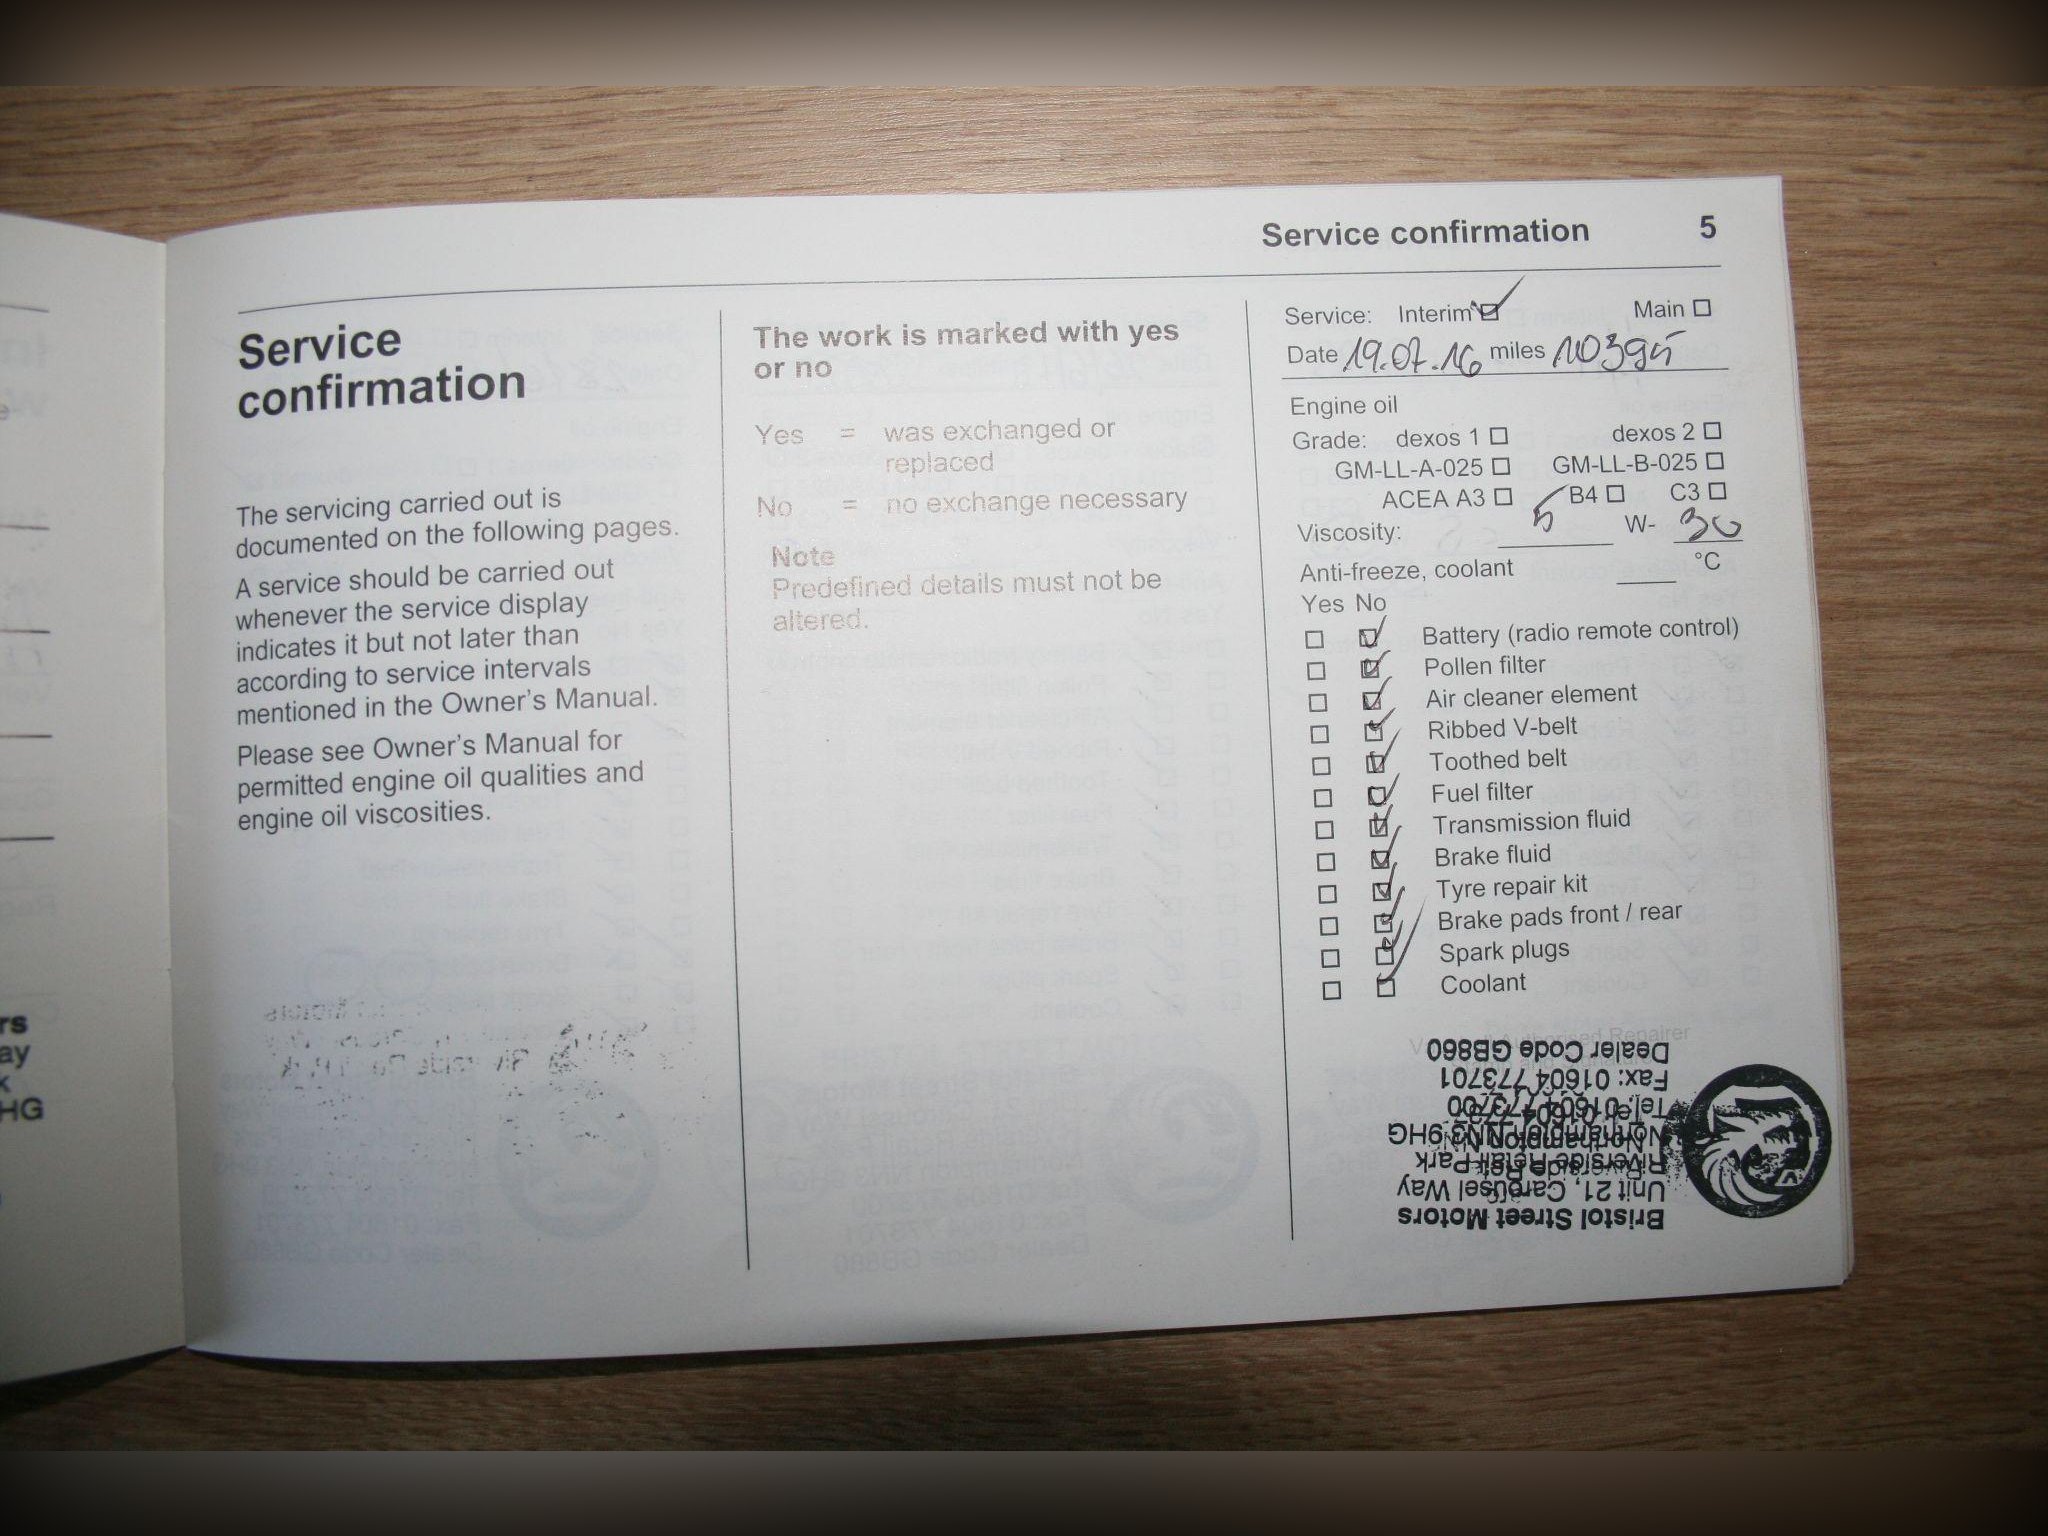 Service confirmation 5
Service
confirmation
The servicing carried out is
documented on the following pages.
A service should be carried out
whenever the service display
indicates it but not later than
according to service intervals
mentioned in the Owner's Manual.
Please see Owner's Manual for
permitted engine oil qualities and
engine oil viscosities.
The work is marked with yes
or no
Yes = was exchanged or
replaced
No = no exchange necessary
Note
Predefined details must not be
altered.
Service: Interim Main
Date 19.07.16 miles 10395
Engine oil
Grade: dexos 1 dexos 2
GM-LL-A-025 GM-LL-B-025
ACEA A3 B4 C3
Viscosity: 5 W- 30
Anti-freeze, coolant °C
Yes No
Battery (radio remote control)
Pollen filter
Air cleaner element
Ribbed V-belt
Toothed belt
Fuel filter
Transmission fluid
Brake fluid
Tyre repair kit
Brake pads front / rear
Spark plugs
Coolant
Authorised Repairer
Bristol Street Motors
Unit 21, Carousel Way
Riverside Retail Park
Northampton NN3 9HG
Tel: 01604 773700
Fax: 01604 773701
Dealer Code GB860